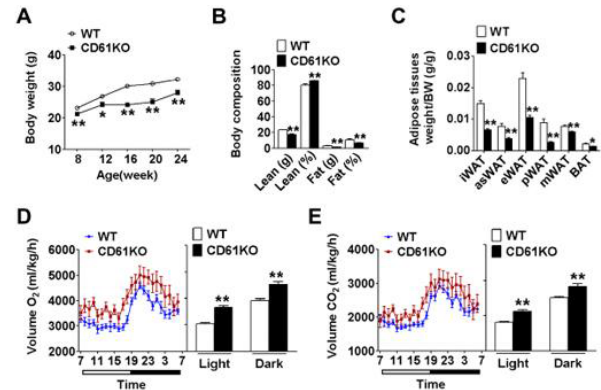 A
WT
CD61KO
Body weight (g)
40
30
20
10
0
** * ** ** **
8 12 16 20 24
Age(week)
B
WT
CD61KO
Body composition
100
80
60
40
20
0
** ** ** **
Lean (g)
Lean (%)
Fat (g)
Fat (%)
C
WT
CD61KO
Adipose tissues
weight/BW (g/g)
0.03
0.02
0.01
0.00
** ** ** ** ** *
iWAT
asWAT
eWAT
pWAT
mWAT
BAT
D
WT
CD61KO
Volume O2 (ml/kg/h)
6000
5000
4000
3000
2000
7 11 15 19 23 3 7
Time
WT
CD61KO
** **
Light Dark
E
WT
CD61KO
Volume CO2 (ml/kg/h)
4000
3000
2000
1000
7 11 15 19 23 3 7
Time
WT
CD61KO
** **
Light Dark